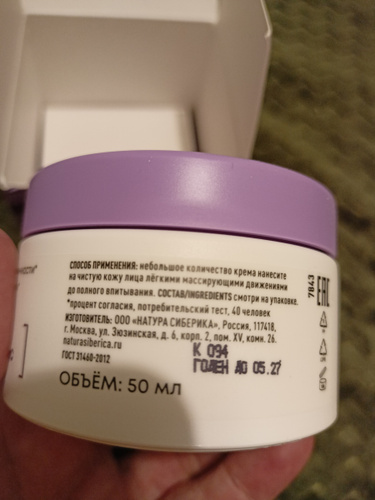 СПОСОБ ПРИМЕНЕНИЯ: небольшое количество крема нанесите
на чистую кожу лица лёгкими массирующими движениями
до полного впитывания. СОСТАВ/INGREDIENTS смотри на упаковке.
*процент согласия, потребительский тест, 40 человек
ИЗГОТОВИТЕЛЬ: ООО «НАТУРА СИБЕРИКА», Россия, 117418,
г. Москва, ул. Зюзинская, д. 6, корп. 2, пом. XV, комн. 26.
naturasiberica.ru
ГОСТ 31460-2012
К 094
ГОДЕН ДО 05.27
ОБЪЁМ: 50 МЛ
7843
EAC